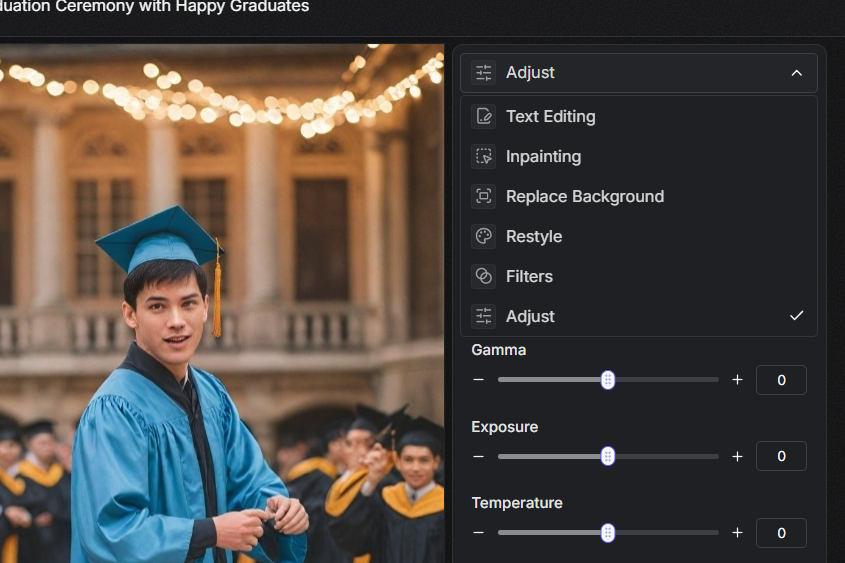 duation Ceremony with Happy Graduates
Adjust
Text Editing
Inpainting
Replace Background
Restyle
Filters
Adjust
Gamma
0
Exposure
0
Temperature
0